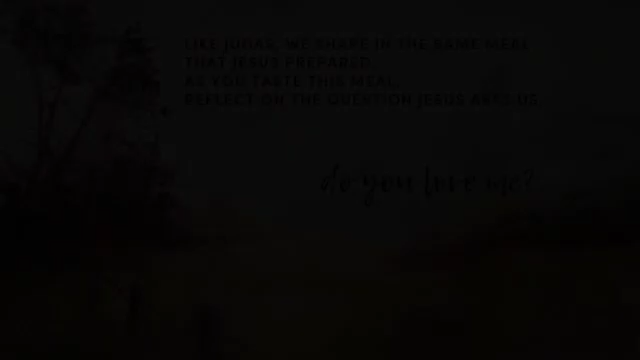 LIKE JUDAS, WE SHARE IN THE SAME MEAL
THAT JESUS PREPARED.
AS YOU TASTE THIS MEAL,
REFLECT ON THE QUESTION JESUS ASKS US:
do you love me?